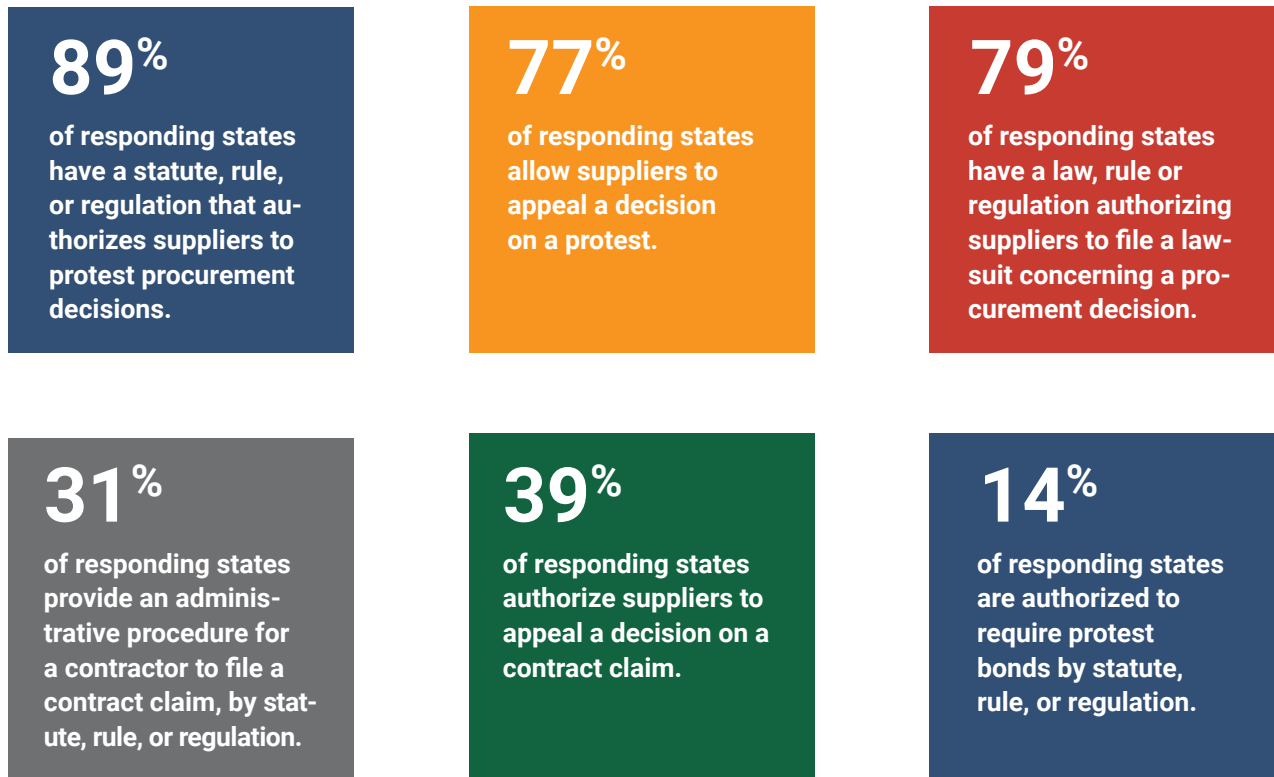 89%
of responding states
have a statute, rule,
or regulation that au-
thorizes suppliers to
protest procurement
decisions.
77%
of responding states
allow suppliers to
appeal a decision
on a protest.
79%
of responding states
have a law, rule or
regulation authorizing
suppliers to file a law-
suit concerning a pro-
curement decision.
31%
of responding states
provide an adminis-
trative procedure for
a contractor to file a
contract claim, by stat-
ute, rule, or regulation.
39%
of responding states
authorize suppliers to
appeal a decision on a
contract claim.
14%
of responding states
are authorized to
require protest
bonds by statute,
rule, or regulation.